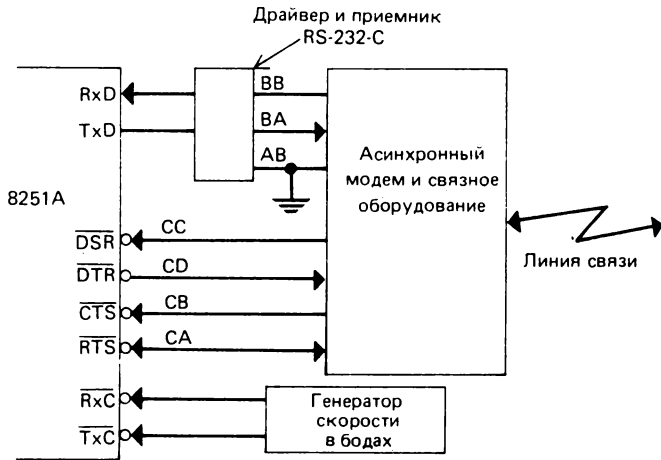 Драйвер и приемник
RS-232-C
RxD
TxD
8251A
BB
BA
AB
Асинхронный
модем и связное
оборудование
Линия связи
DSR
CC
DTR
CD
CTS
CB
RTS
CA
RxC
TxC
Генератор
скорости
в бодах